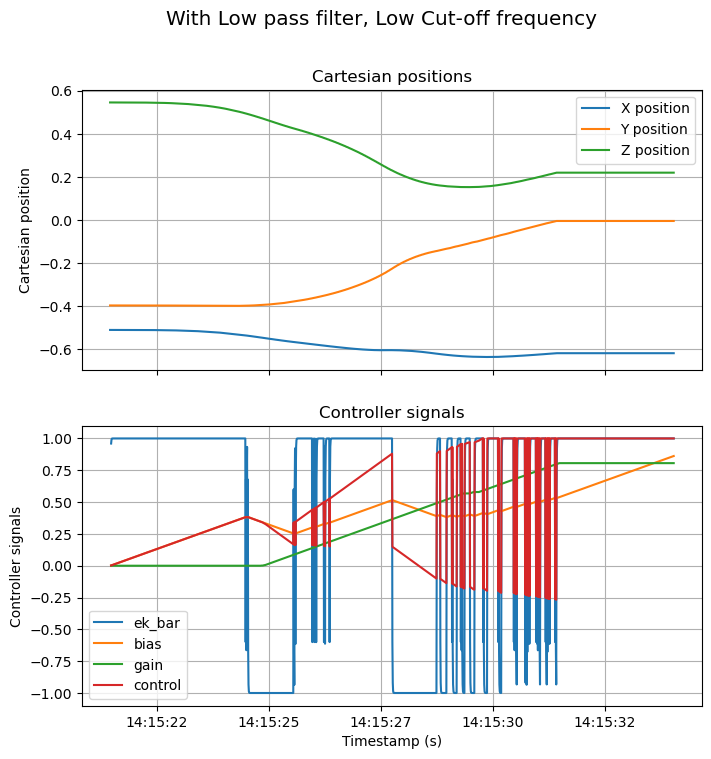 With Low pass filter, Low Cut-off frequency
Cartesian positions
Cartesian position
0.6
0.4
0.2
0.0
−0.2
−0.4
−0.6
X position
Y position
Z position
Controller signals
Controller signals
1.00
0.75
0.50
0.25
0.00
−0.25
−0.50
−0.75
−1.00
ek_bar
bias
gain
control
14:15:22
14:15:25
14:15:27
14:15:30
14:15:32
Timestamp (s)